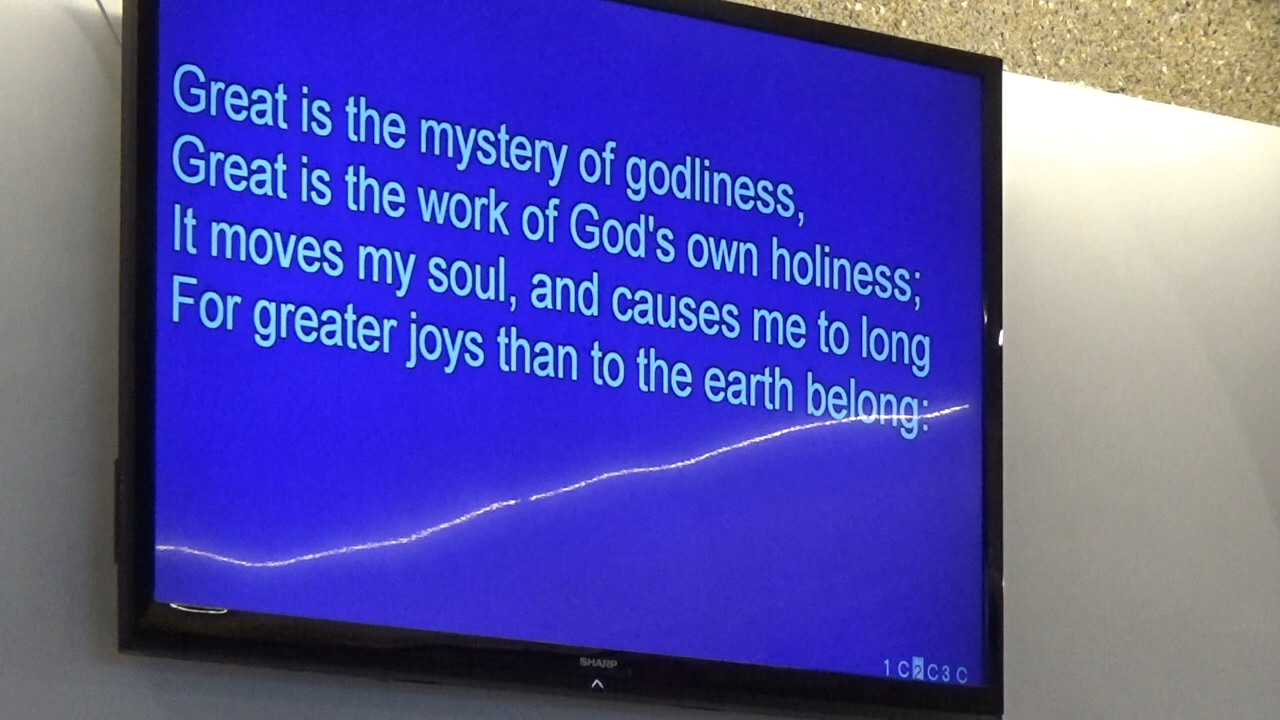 Great is the mystery of godliness,
Great is the work of God's own holiness;
It moves my soul, and causes me to long
For greater joys than to the earth belong:
1 C 2 C 3 C
SHARP